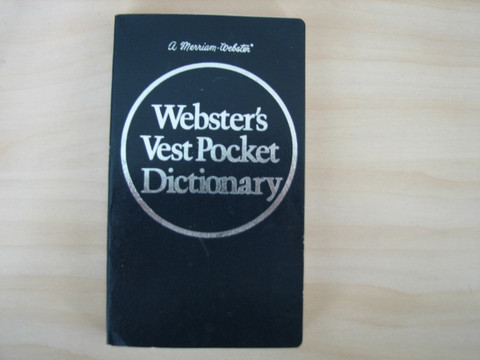 A Merriam-Webster®
Webster's
Vest Pocket
Dictionary